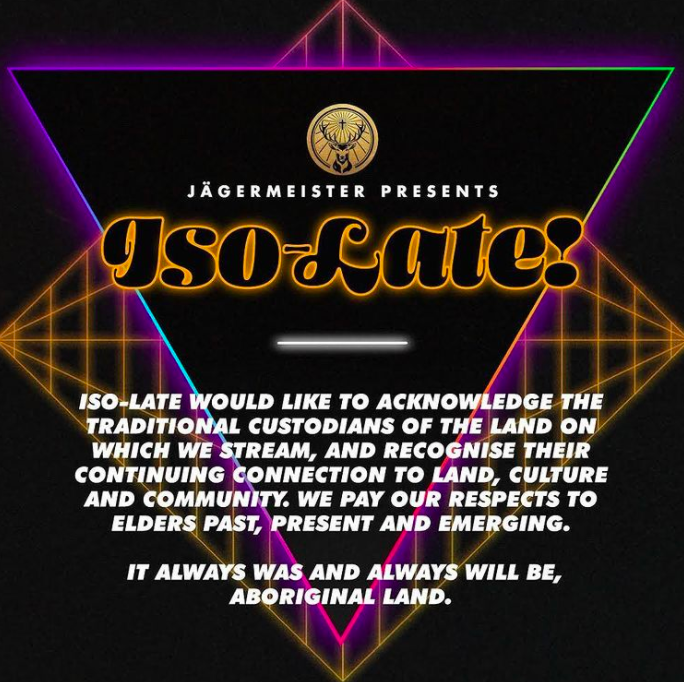 JÄGERMEISTER PRESENTS
Iso-Late!
ISO-LATE WOULD LIKE TO ACKNOWLEDGE THE
TRADITIONAL CUSTODIANS OF THE LAND ON
WHICH WE STREAM, AND RECOGNISE THEIR
CONTINUING CONNECTION TO LAND, CULTURE
AND COMMUNITY. WE PAY OUR RESPECTS TO
ELDERS PAST, PRESENT AND EMERGING.
IT ALWAYS WAS AND ALWAYS WILL BE,
ABORIGINAL LAND.